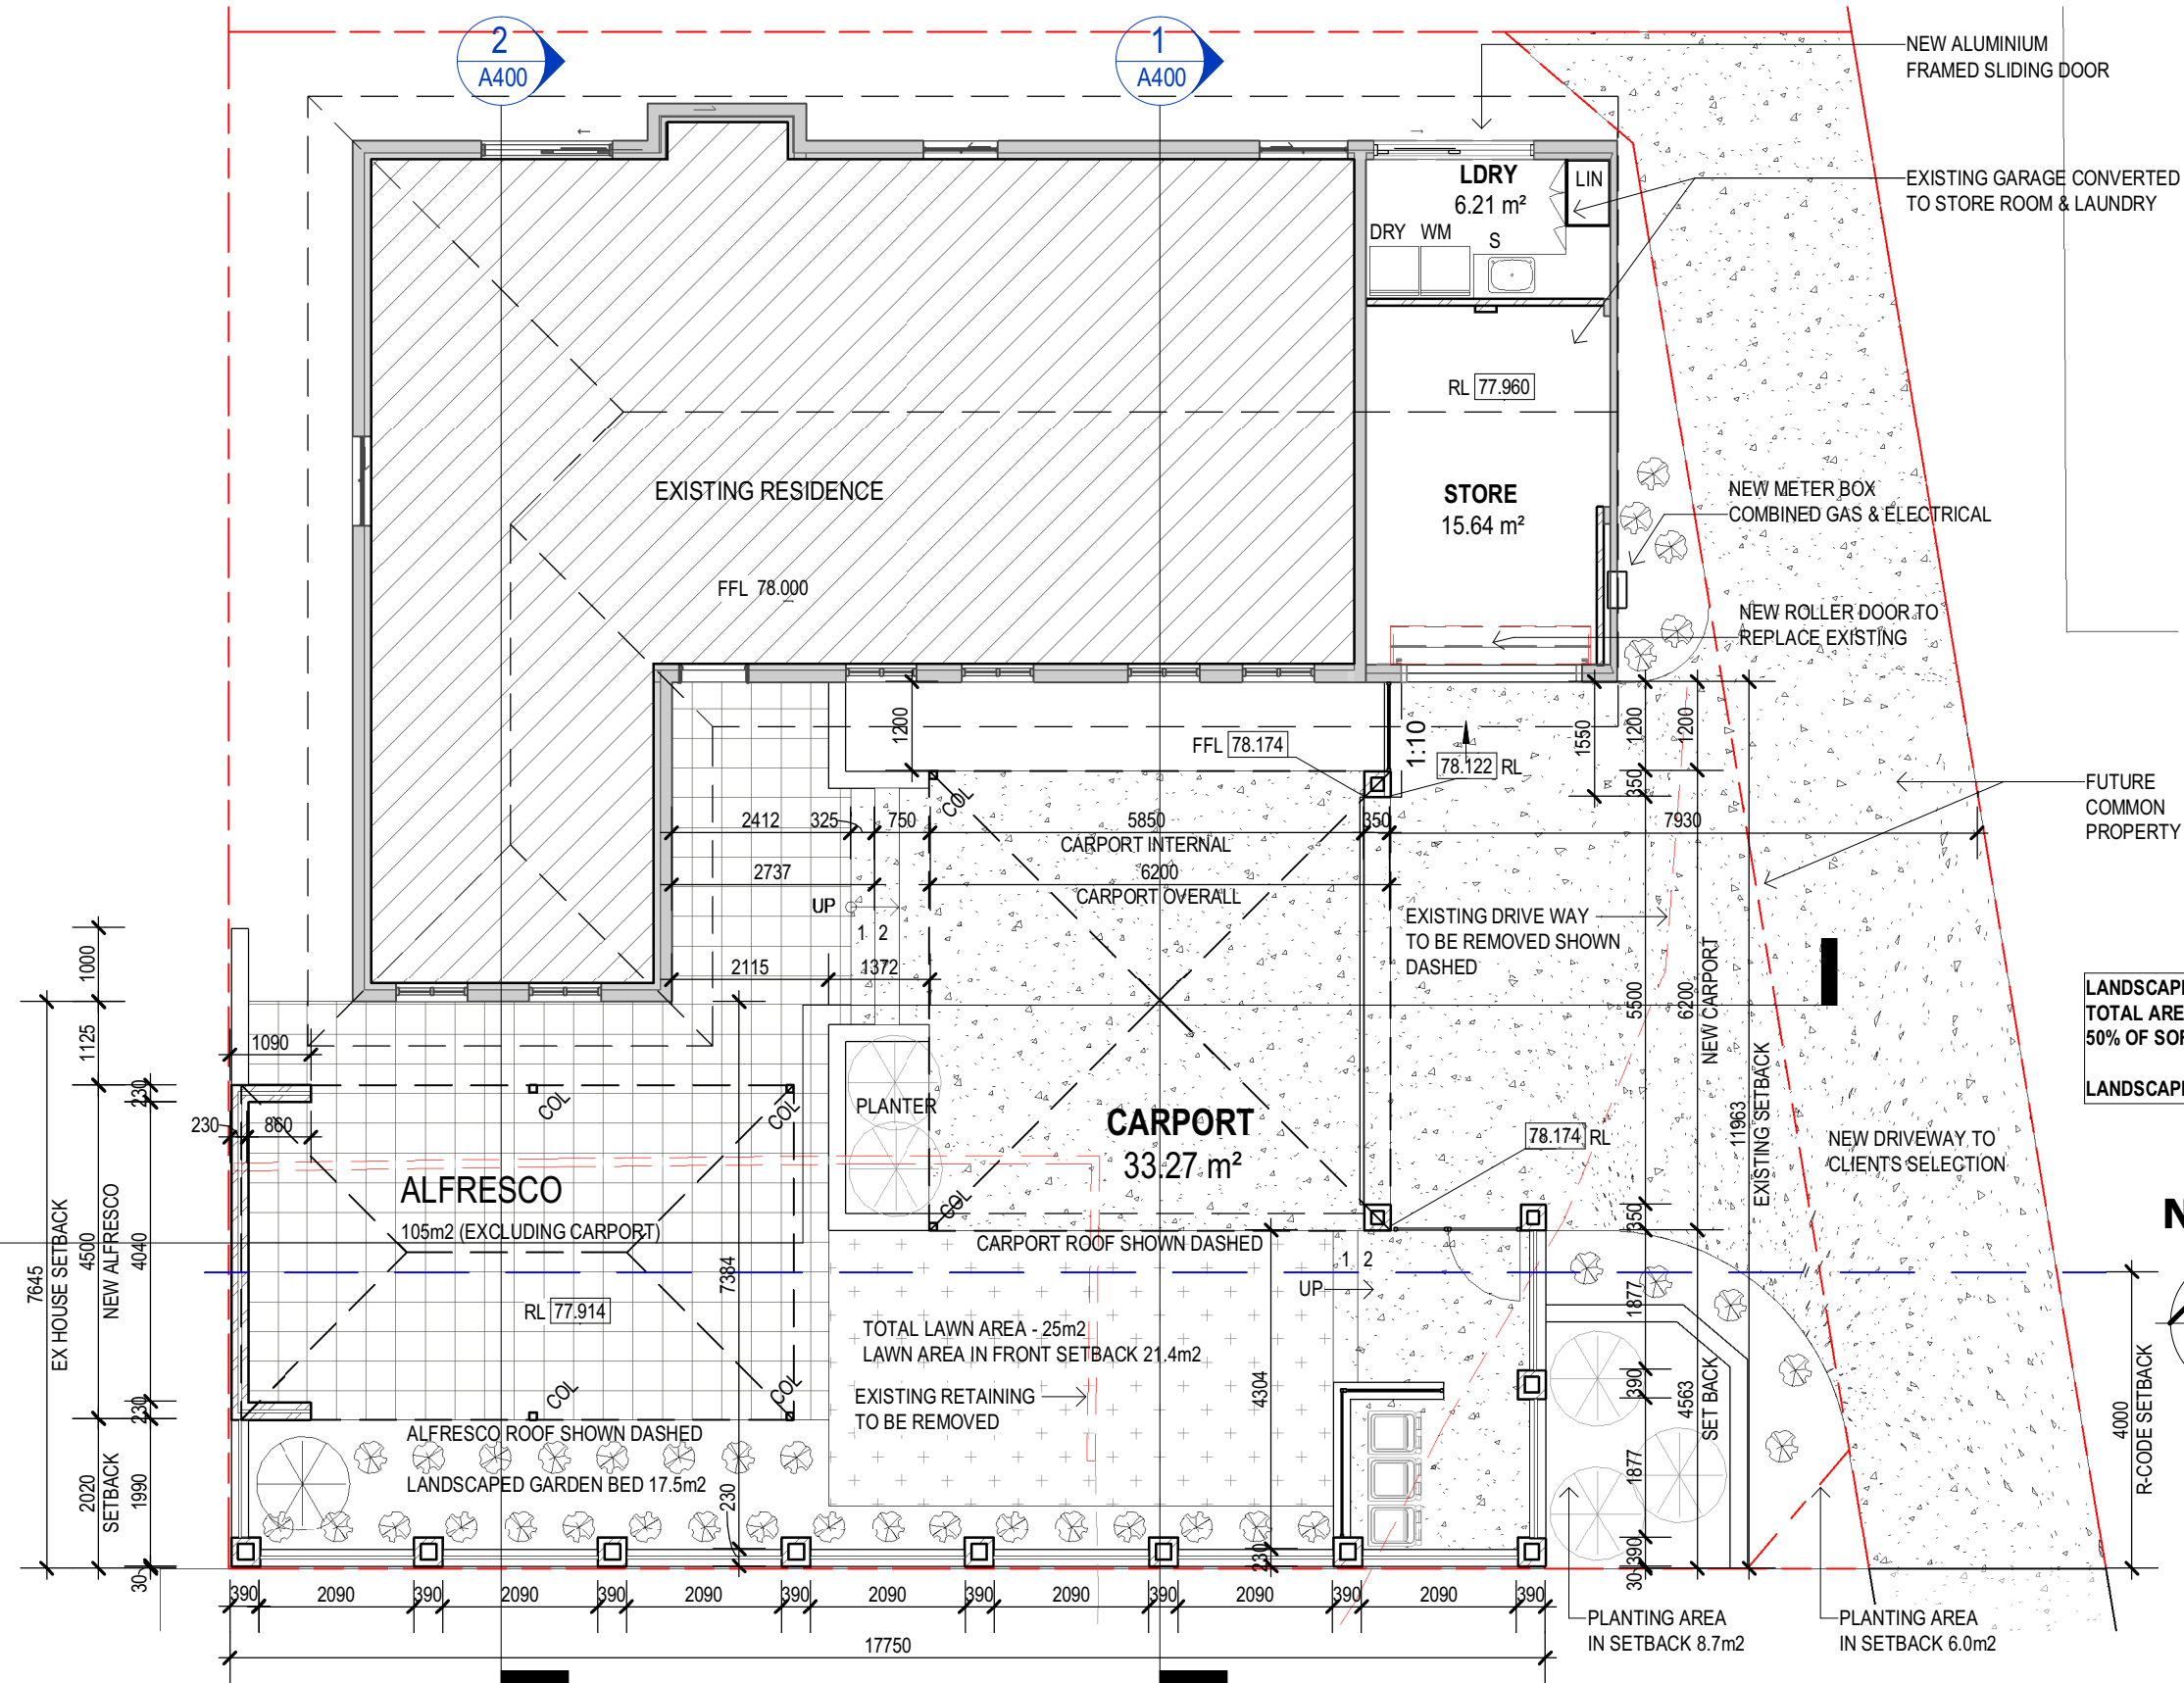 2
A400
1
A400
NEW ALUMINIUM
FRAMED SLIDING DOOR
LDRY
6.21 m²
LIN
EXISTING GARAGE CONVERTED
TO STORE ROOM & LAUNDRY
DRY WM
S
RL 77.960
EXISTING RESIDENCE
STORE
15.64 m²
NEW METER BOX
COMBINED GAS & ELECTRICAL
FFL 78.000
NEW ROLLER DOOR TO
REPLACE EXISTING
1200
FFL 78.174
1:10
78.122 RL
1550
1200
1200
350
FUTURE
COMMON
PROPERTY
2412
325
750
COL
5850
CARPORT INTERNAL
350
7930
2737
6200
CARPORT OVERALL
UP
1 2
EXISTING DRIVE WAY
TO BE REMOVED SHOWN
DASHED
2115
1372
1000
1125
5500
6200
NEW CARPORT
11963
EXISTING SETBACK
LANDSCAP
TOTAL ARE
50% OF SO
LANDSCAP
1090
230
230
860
COL
COL
PLANTER
CARPORT
33.27 m²
78.174 RL
NEW DRIVEWAY TO
CLIENTS SELECTION
N
ALFRESCO
105m2 (EXCLUDING CARPORT)
COL
350
CARPORT ROOF SHOWN DASHED
1 2
UP
7645
EX HOUSE SETBACK
4500
NEW ALFRESCO
4040
7384
RL 77.914
TOTAL LAWN AREA - 25m2
LAWN AREA IN FRONT SETBACK 21.4m2
EXISTING RETAINING
TO BE REMOVED
4304
1877
390
4563
SET BACK
1877
4000
R-CODE SETBACK
COL
COL
230
ALFRESCO ROOF SHOWN DASHED
LANDSCAPED GARDEN BED 17.5m2
2020
SETBACK
1990
30
230
230
390
30
390
2090
390
2090
390
2090
390
2090
390
2090
390
2090
390
2090
390
17750
PLANTING AREA
IN SETBACK 8.7m2
PLANTING AREA
IN SETBACK 6.0m2